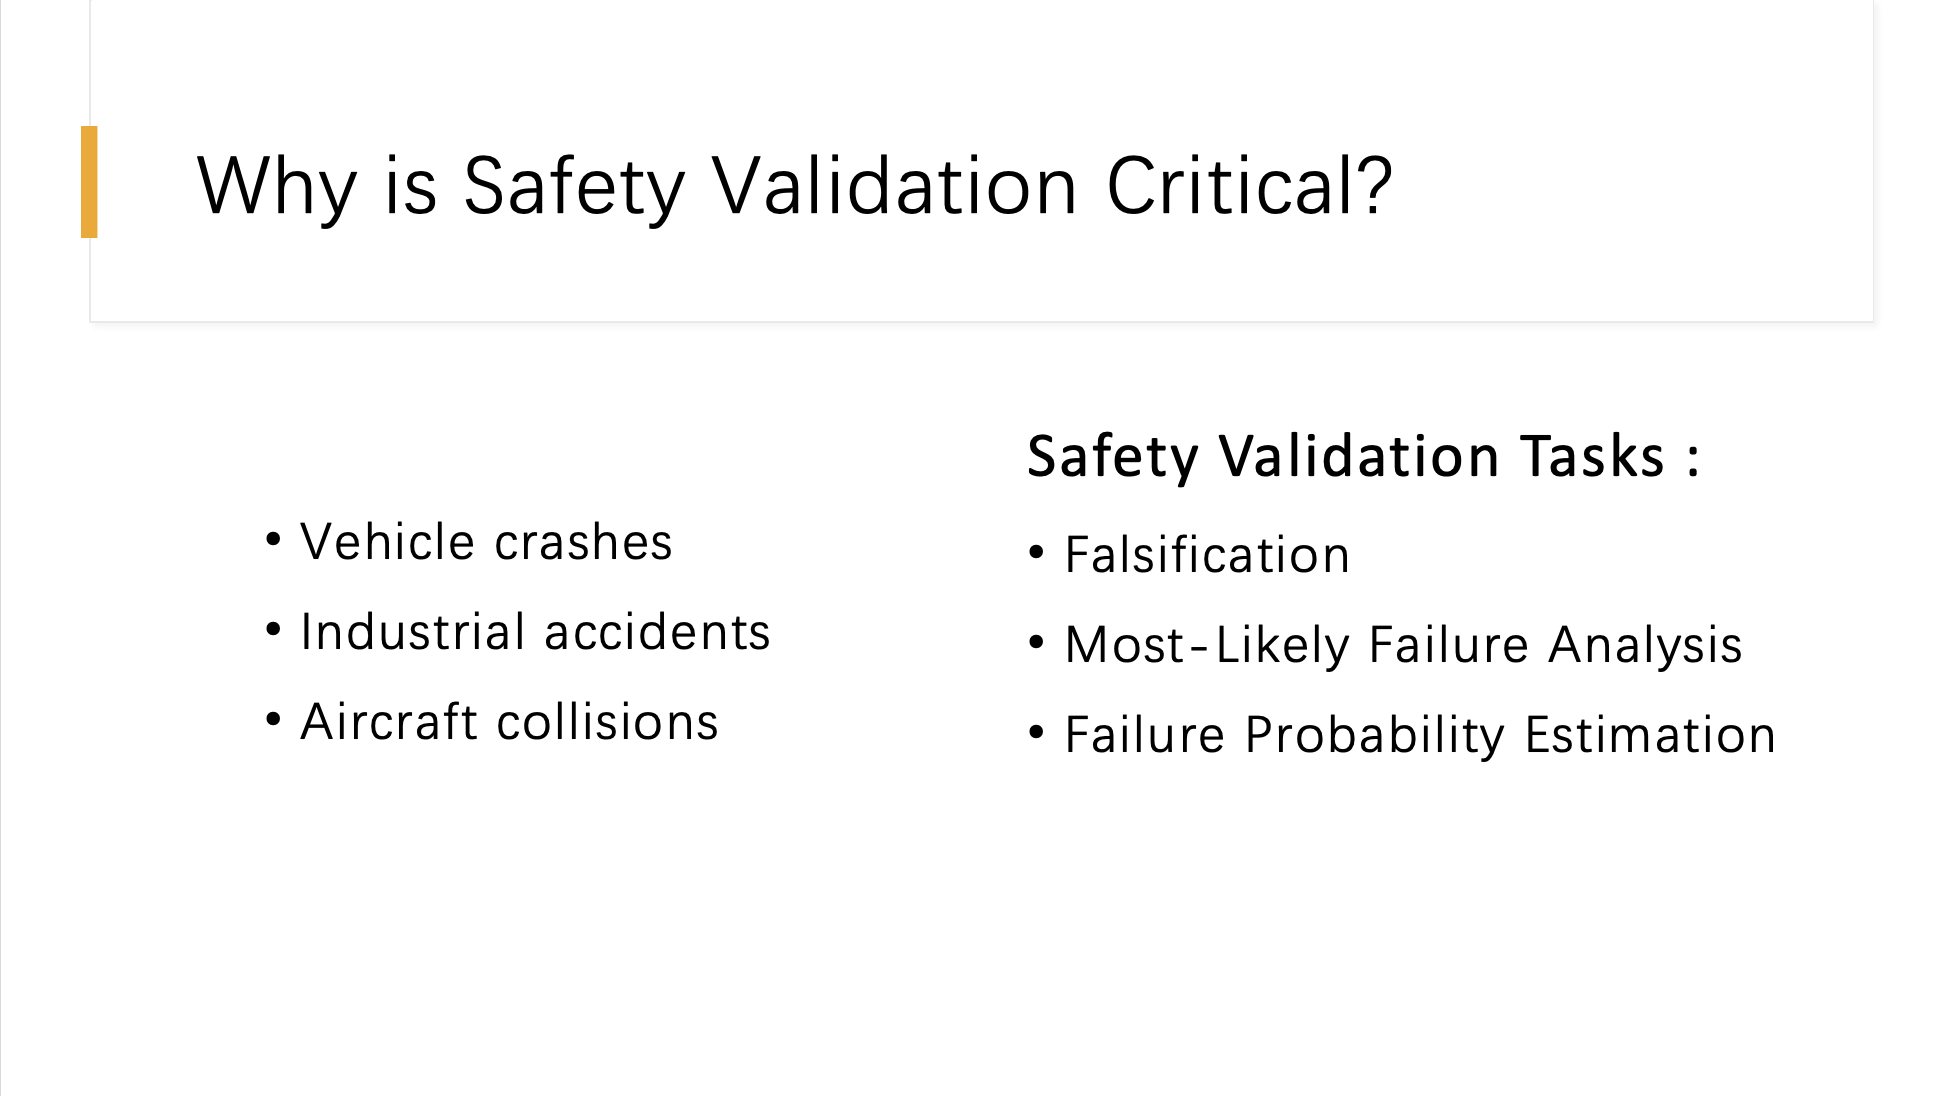 Why is Safety Validation Critical?
• Vehicle crashes
• Industrial accidents
• Aircraft collisions
Safety Validation Tasks :
• Falsification
• Most-Likely Failure Analysis
• Failure Probability Estimation